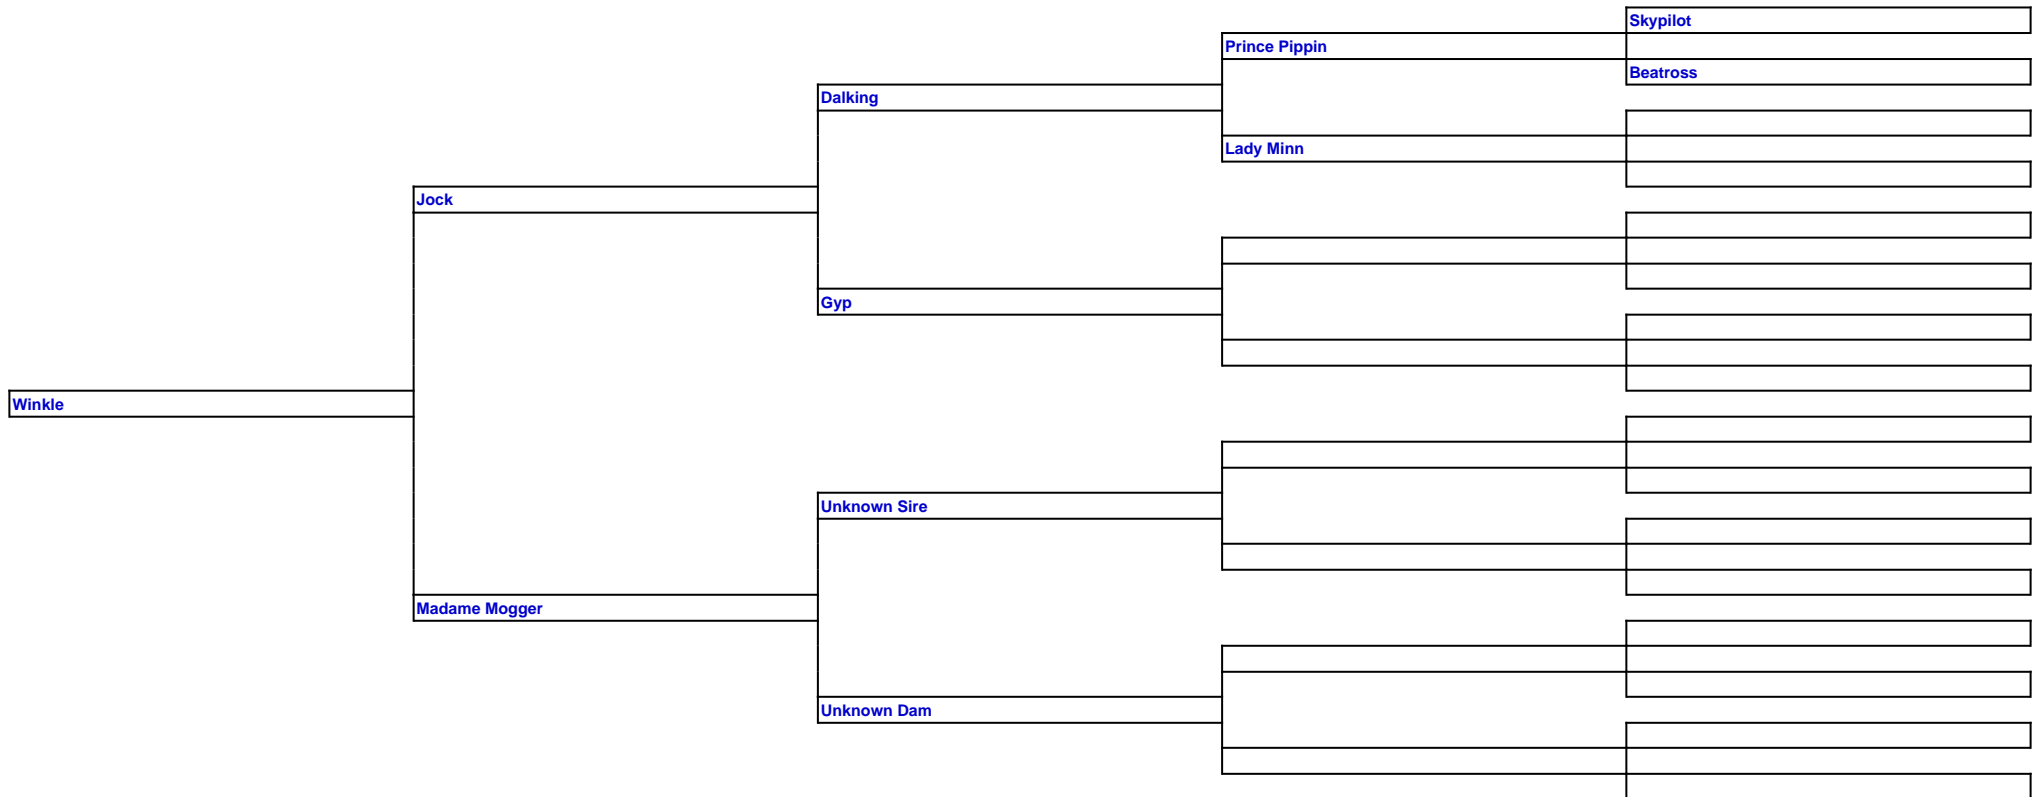 Skypilot
Prince Pippin
Beatross
Dalking
Lady Minn
Jock
Gyp
Winkle
Unknown Sire
Madame Mogger
Unknown Dam